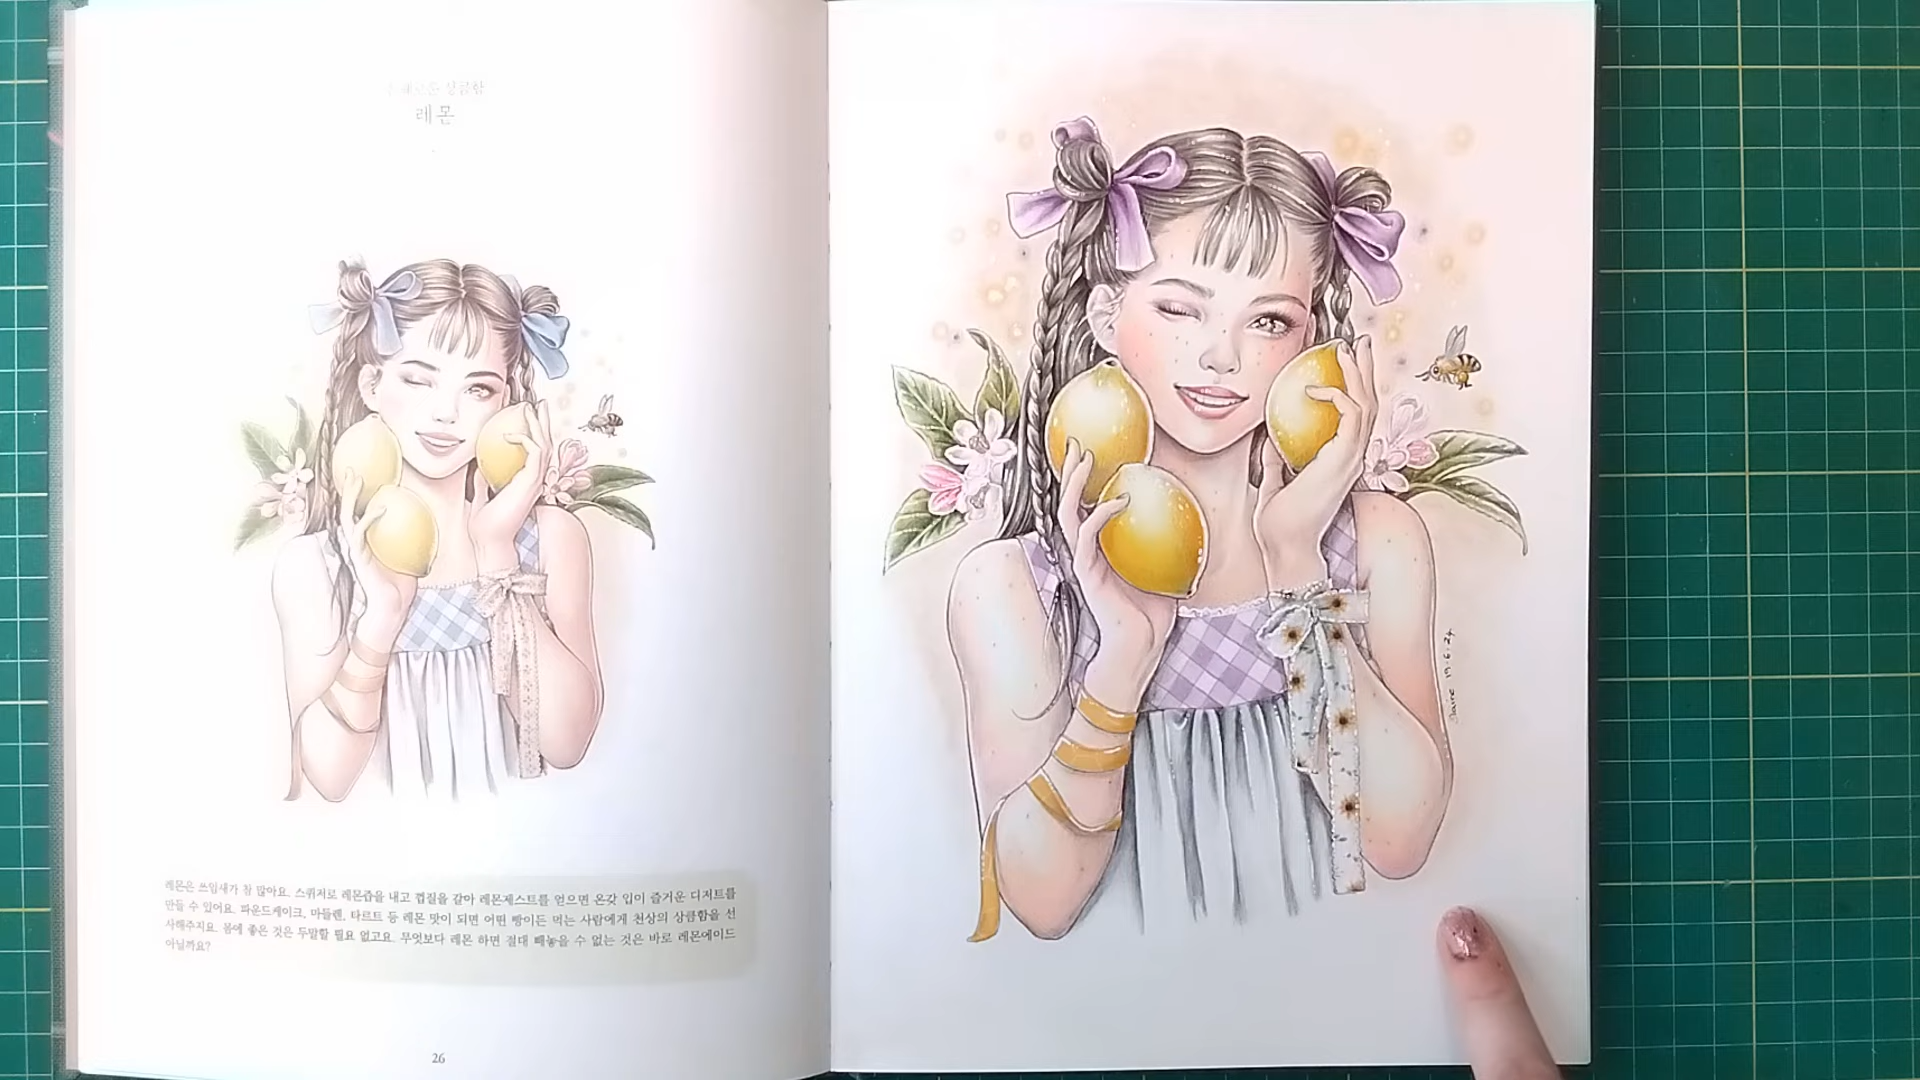 상큼함
레몬
레몬은 쓰임새가 참 많아요. 스퀴저로 레몬즙을 내고 껍질을 갈아 레몬제스트를 얻으면 온갖 입이 즐거운 디저트를
만들 수 있어요. 파운드케이크, 마들렌, 타르트 등 레몬 맛이 되면 어떤 빵이든 먹는 사람에게 천상의 상큼함을 선
사해주지요. 몸에 좋은 것은 두말할 필요 없고요. 무엇보다 레몬 하면 절대 빼놓을 수 없는 것은 바로 레몬에이드
아닐까요?
26
Claire 19.6.24